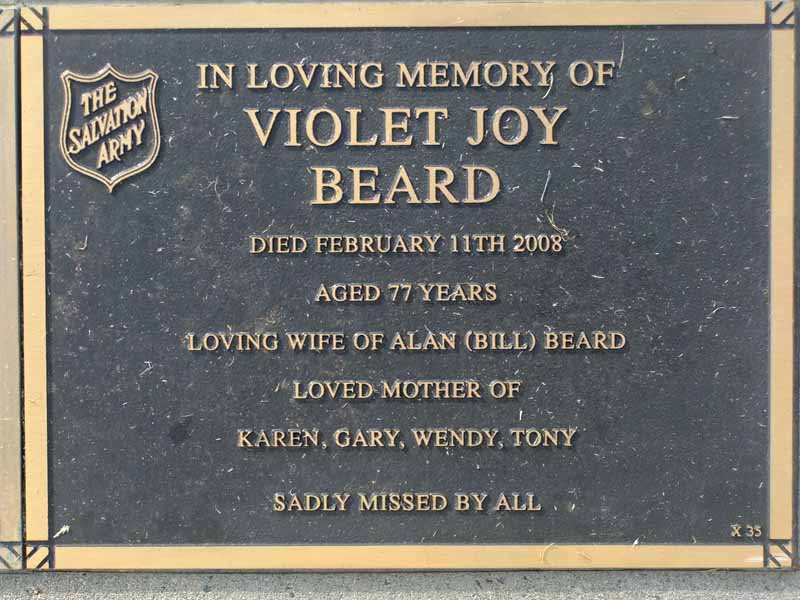 THE
SALVATION
ARMY
IN LOVING MEMORY OF
VIOLET JOY
BEARD
DIED FEBRUARY 11TH 2008
AGED 77 YEARS
LOVING WIFE OF ALAN (BILL) BEARD
LOVED MOTHER OF
KAREN, GARY, WENDY, TONY
SADLY MISSED BY ALL
X 35